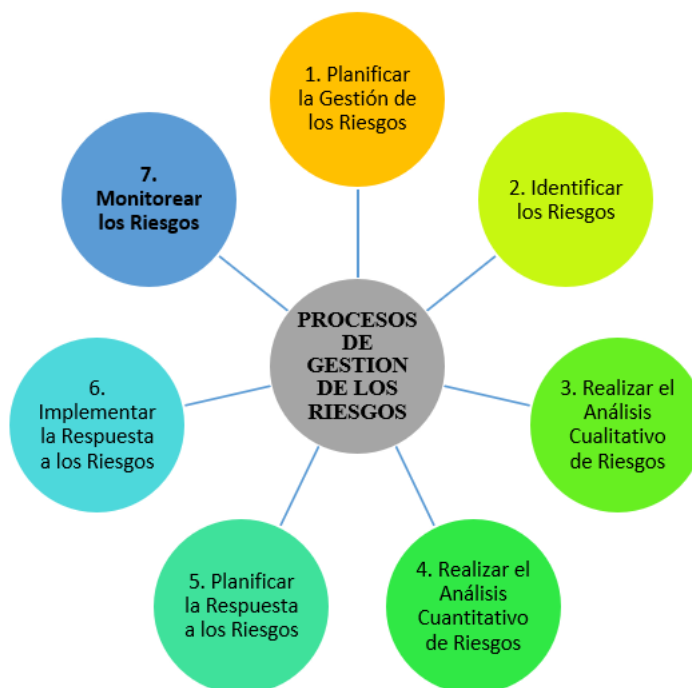 PROCESOS
DE
GESTION
DE LOS
RIESGOS
1. Planificar
la Gestión de
los Riesgos
2. Identificar
los Riesgos
3. Realizar el
Análisis
Cualitativo
de Riesgos
4. Realizar el
Análisis
Cuantitativo
de Riesgos
5. Planificar
la Respuesta
a los Riesgos
6.
Implementar
la Respuesta
a los Riesgos
7.
Monitorear
los Riesgos